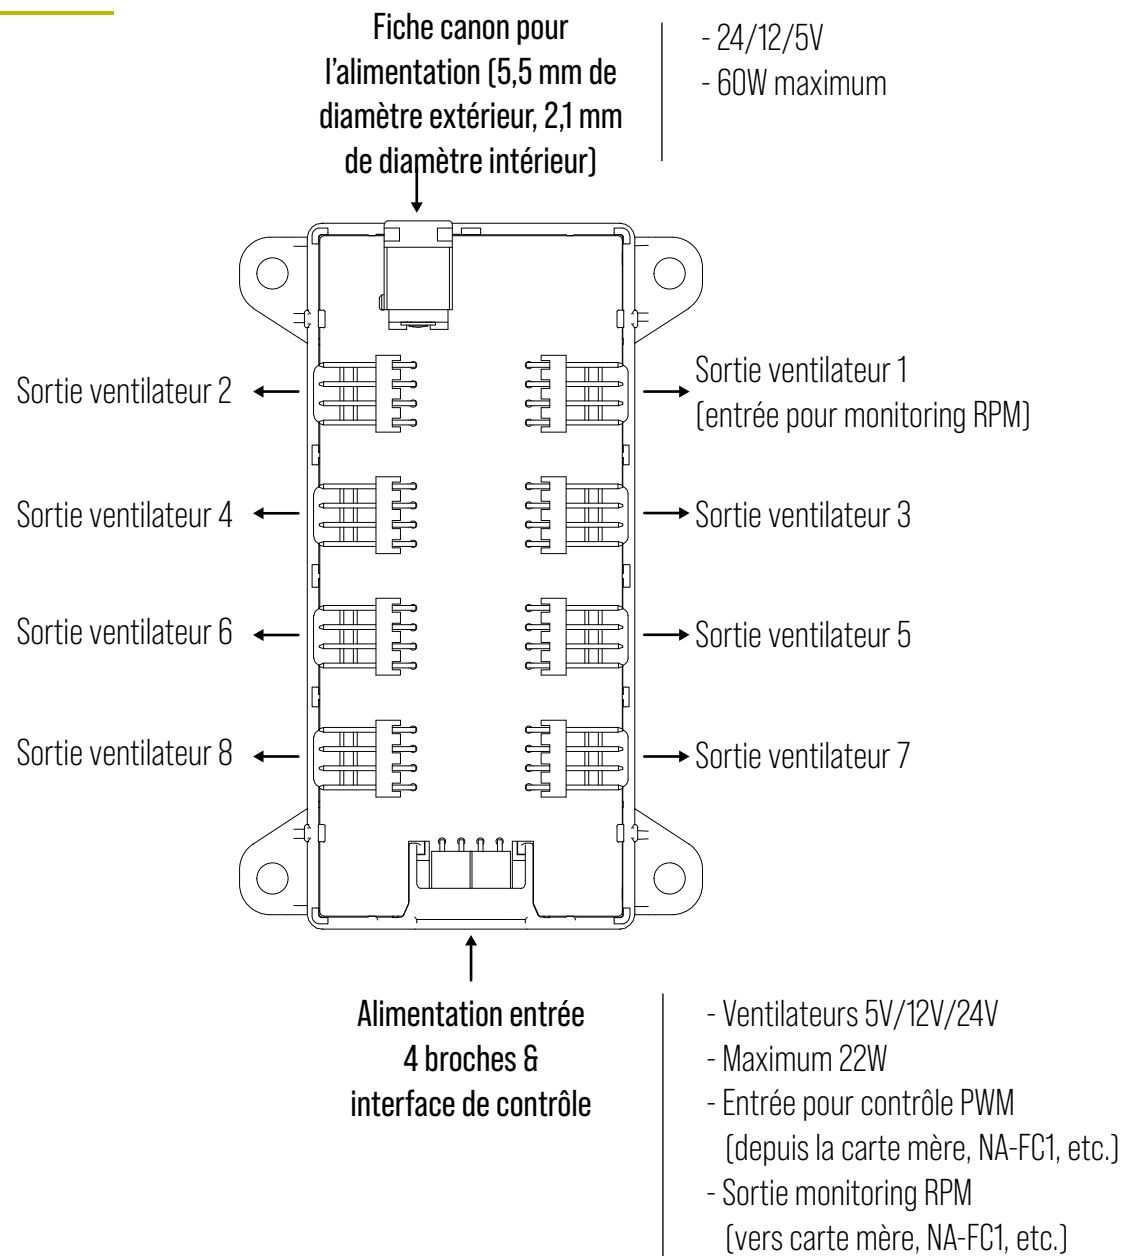 Fiche canon pour
l'alimentation (5,5 mm de
diamètre extérieur, 2,1 mm
de diamètre intérieur)
- 24/12/5V
- 60W maximum
Sortie ventilateur 2
Sortie ventilateur 1
(entrée pour monitoring RPM)
Sortie ventilateur 4
Sortie ventilateur 3
Sortie ventilateur 6
Sortie ventilateur 5
Sortie ventilateur 8
Sortie ventilateur 7
Alimentation entrée
4 broches &
interface de contrôle
- Ventilateurs 5V/12V/24V
- Maximum 22W
- Entrée pour contrôle PWM
(depuis la carte mère, NA-FC1, etc.)
- Sortie monitoring RPM
(vers carte mère, NA-FC1, etc.)